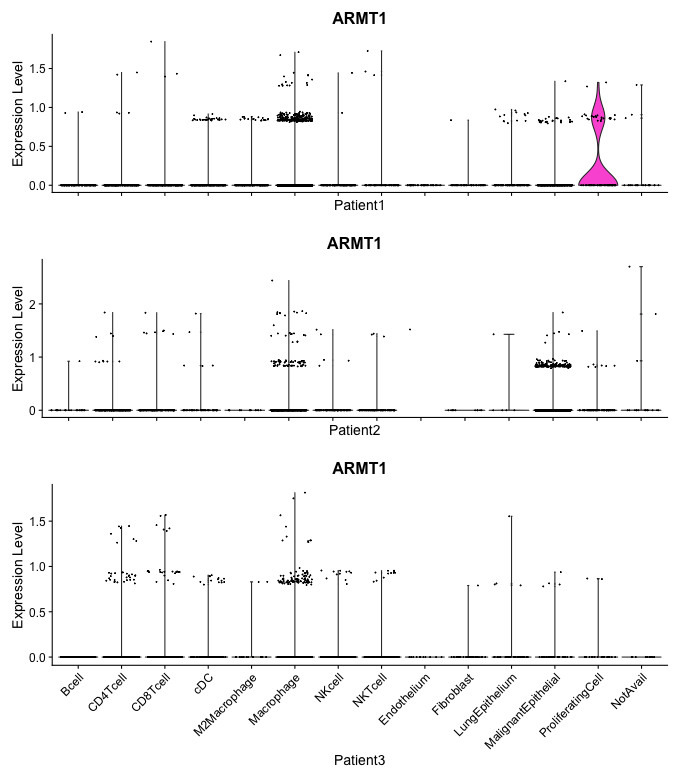 ARMT1
Expression Level
1.5
1.0
0.5
0.0
Patient1
ARMT1
Expression Level
2
1
0
Patient2
ARMT1
Expression Level
1.5
1.0
0.5
0.0
Bcell
CD4Tcell
CD8Tcell
cDC
M2Macrophage
Macrophage
NKcell
NKTcell
Endothelium
Fibroblast
LungEpithelium
MalignantEpithelial
ProliferatingCell
NotAvail
Patient3